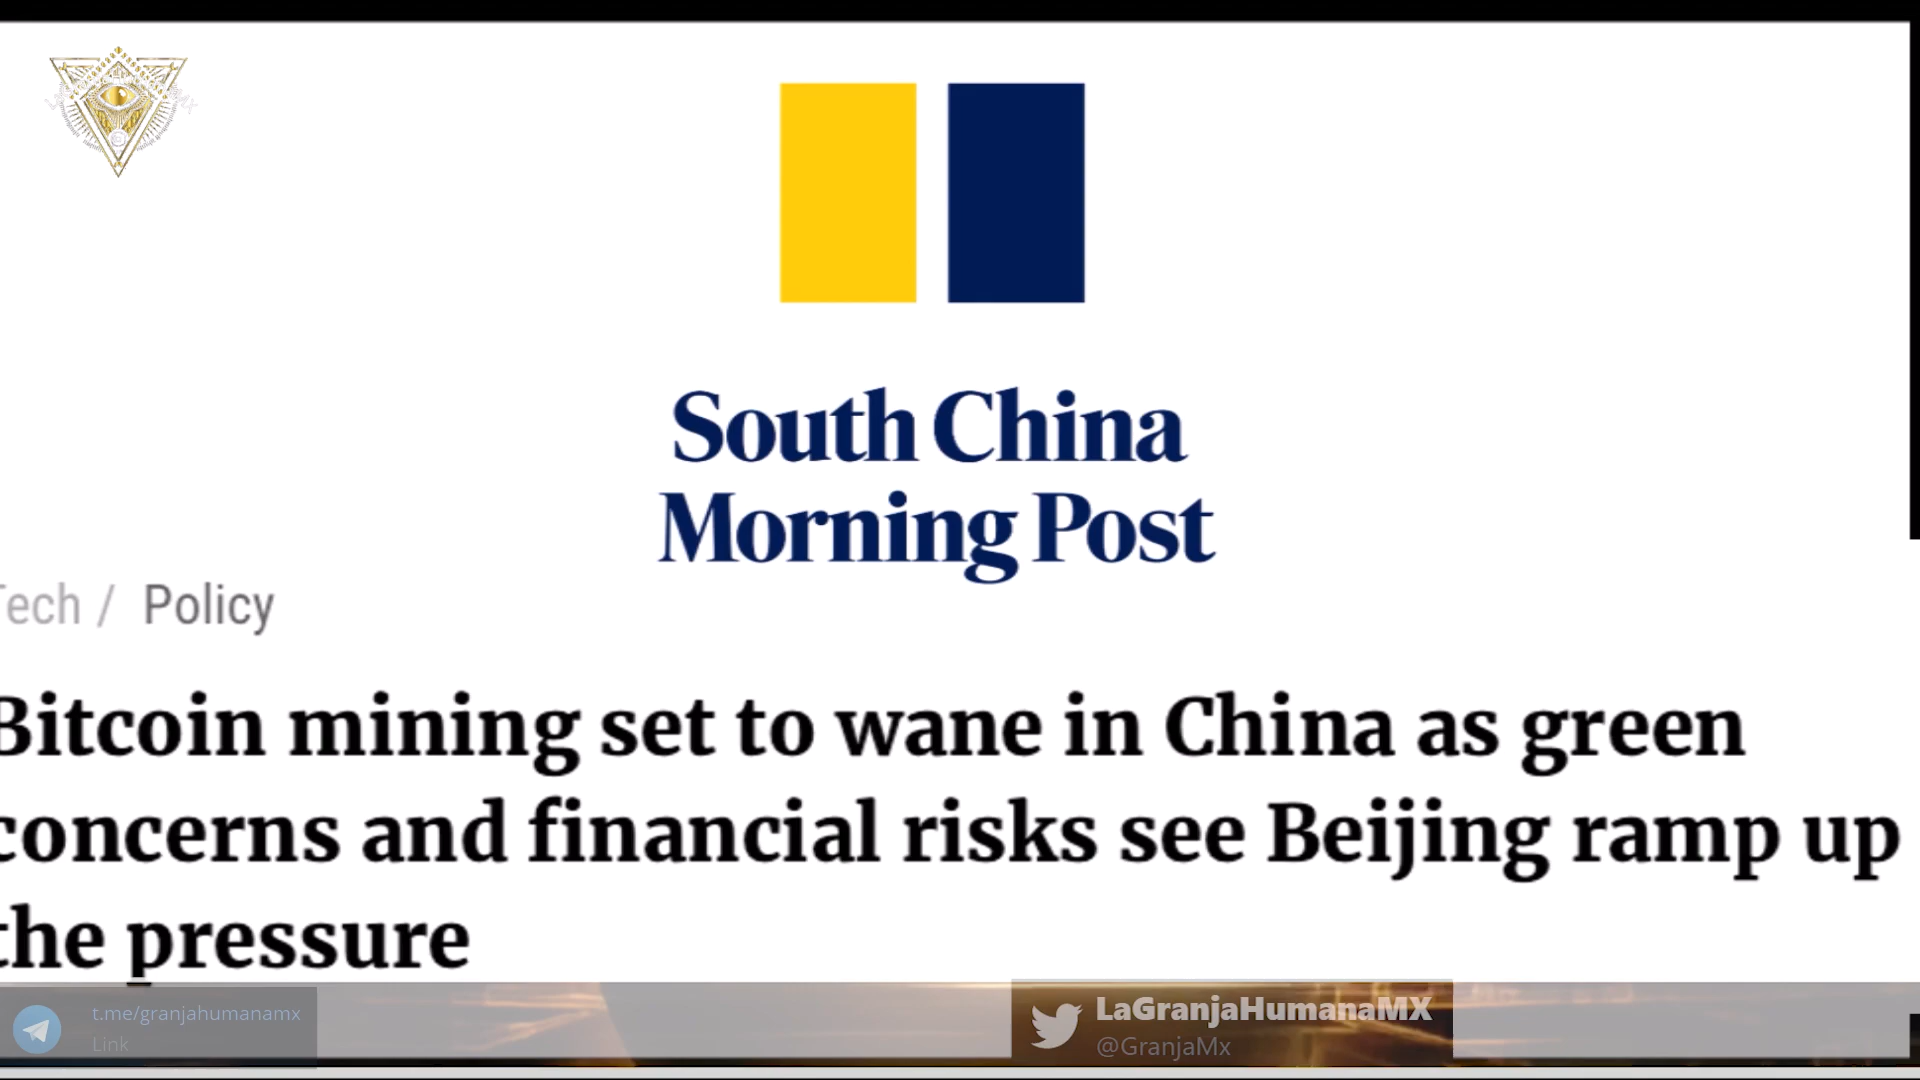 South China
Morning Post
Tech / Policy
Bitcoin mining set to wane in China as green
concerns and financial risks see Beijing ramp up
the pressure
t.me/granjahumanamx
Link
LaGranjaHumanaMX
@GranjaMx